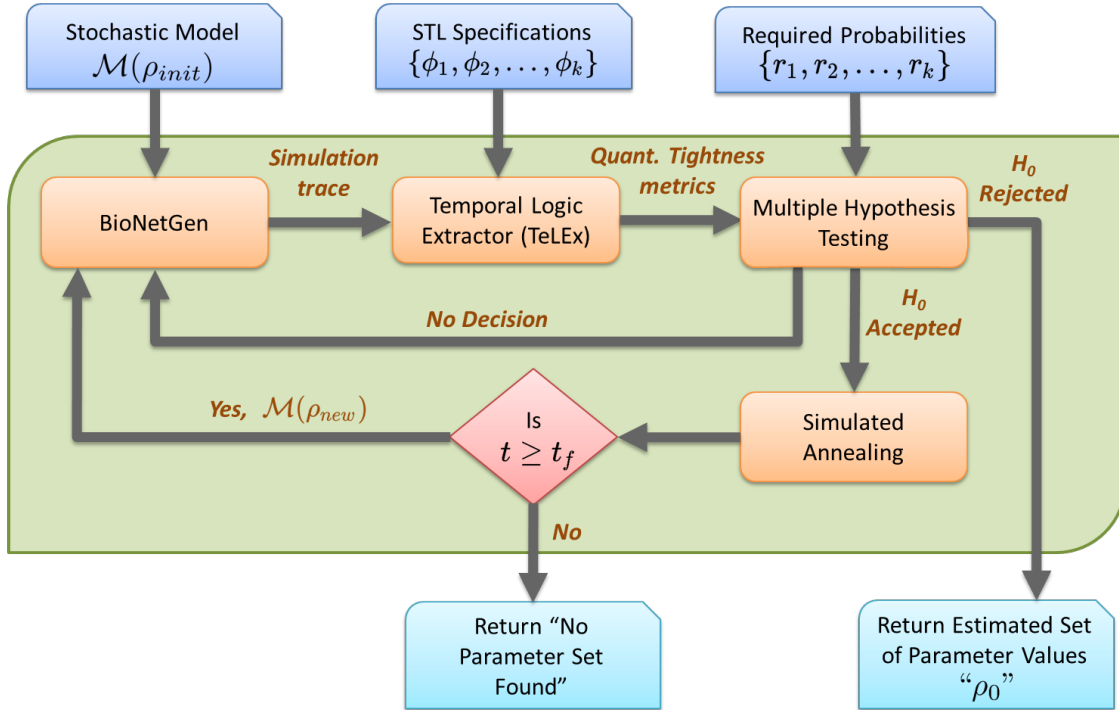 Stochastic Model
ℳ(ρ_init)
STL Specifications
{ϕ₁, ϕ₂, . . . , ϕₖ}
Required Probabilities
{r₁, r₂, . . . , rₖ}
Simulation
trace
Quant. Tightness
metrics
H₀
Rejected
BioNetGen
Temporal Logic
Extractor (TeLEx)
Multiple Hypothesis
Testing
No Decision
H₀
Accepted
Yes, ℳ(ρ_new)
Is
t ≥ t_f
Simulated
Annealing
No
Return “No
Parameter Set
Found”
Return Estimated Set
of Parameter Values
“ρ₀”